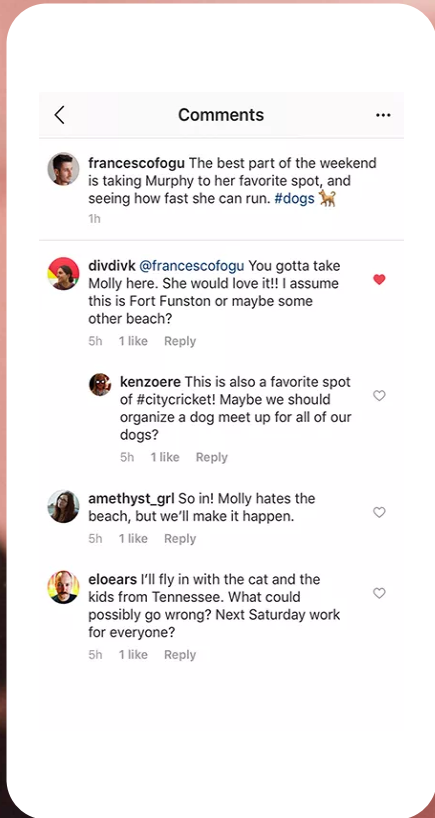 Comments
francescofogu The best part of the weekend
is taking Murphy to her favorite spot, and
seeing how fast she can run. #dogs 🐕
1h
divdivk @francescofogu You gotta take
Molly here. She would love it!! I assume
this is Fort Funston or maybe some
other beach?
5h 1 like Reply
kenzoere This is also a favorite spot
of #citycricket! Maybe we should
organize a dog meet up for all of our
dogs?
5h 1 like Reply
amethyst_grl So in! Molly hates the
beach, but we’ll make it happen.
5h 1 like Reply
eloears I’ll fly in with the cat and the
kids from Tennessee. What could
possibly go wrong? Next Saturday work
for everyone?
5h 1 like Reply